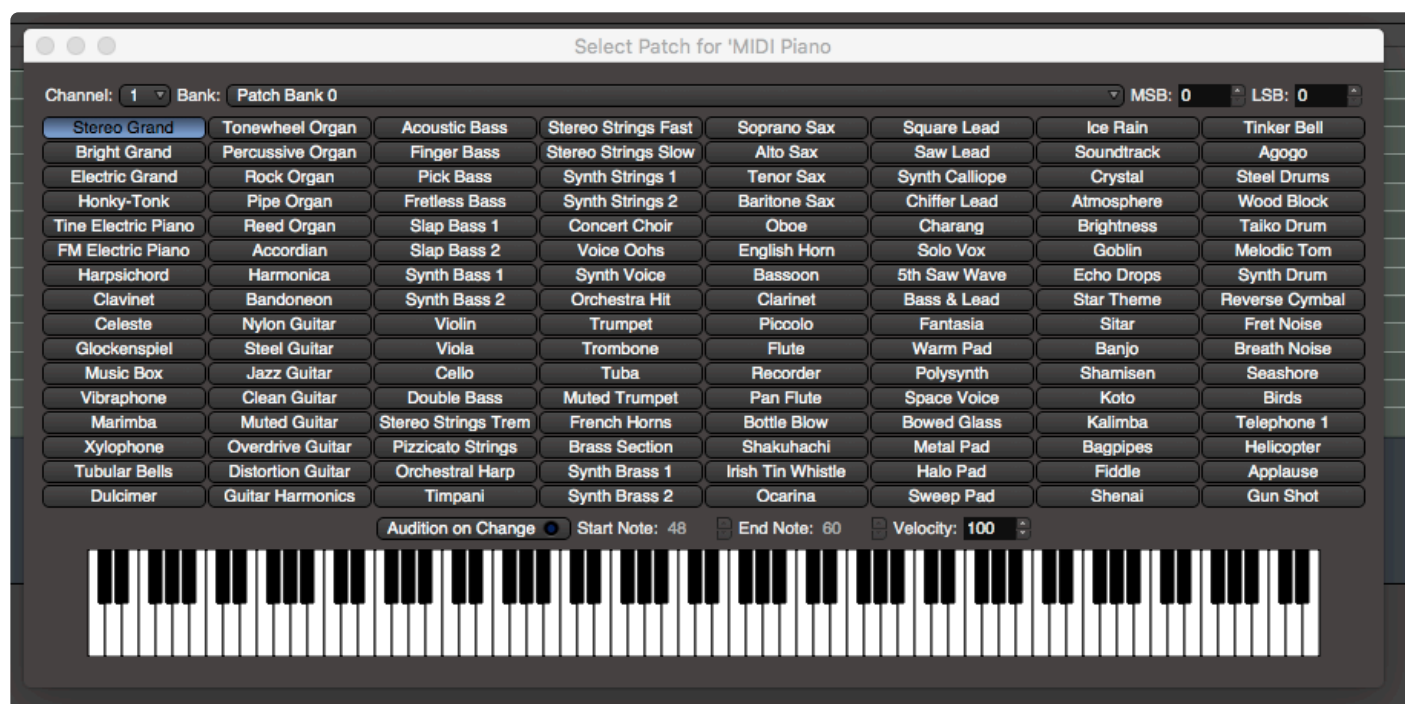 Select Patch for 'MIDI Piano
Channel: 1 Bank: Patch Bank 0 MSB: 0 LSB: 0
Stereo Grand Tonewheel Organ Acoustic Bass Stereo Strings Fast Soprano Sax Square Lead Ice Rain Tinker Bell
Bright Grand Percussive Organ Finger Bass Stereo Strings Slow Alto Sax Saw Lead Soundtrack Agogo
Electric Grand Rock Organ Pick Bass Synth Strings 1 Tenor Sax Synth Calliope Crystal Steel Drums
Honky-Tonk Pipe Organ Fretless Bass Synth Strings 2 Baritone Sax Chiffer Lead Atmosphere Wood Block
Tine Electric Piano Reed Organ Slap Bass 1 Concert Choir Oboe Charang Brightness Taiko Drum
FM Electric Piano Accordian Slap Bass 2 Voice Oohs English Horn Solo Vox Goblin Melodic Tom
Harpsichord Harmonica Synth Bass 1 Synth Voice Bassoon 5th Saw Wave Echo Drops Synth Drum
Clavinet Bandoneon Synth Bass 2 Orchestra Hit Clarinet Bass & Lead Star Theme Reverse Cymbal
Celeste Nylon Guitar Violin Trumpet Piccolo Fantasia Sitar Fret Noise
Glockenspiel Steel Guitar Viola Trombone Flute Warm Pad Banjo Breath Noise
Music Box Jazz Guitar Cello Tuba Recorder Polysynth Shamisen Seashore
Vibraphone Clean Guitar Double Bass Muted Trumpet Pan Flute Space Voice Koto Birds
Marimba Muted Guitar Stereo Strings Trem French Horns Bottle Blow Bowed Glass Kalimba Telephone 1
Xylophone Overdrive Guitar Pizzicato Strings Brass Section Shakuhachi Metal Pad Bagpipes Helicopter
Tubular Bells Distortion Guitar Orchestral Harp Synth Brass 1 Irish Tin Whistle Halo Pad Fiddle Applause
Dulcimer Guitar Harmonics Timpani Synth Brass 2 Ocarina Sweep Pad Shenai Gun Shot
Audition on Change Start Note: 48 End Note: 60 Velocity: 100